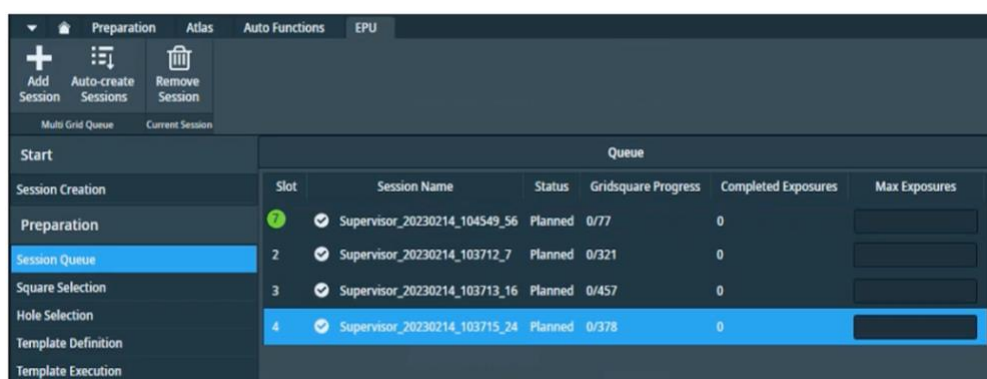 Preparation Atlas Auto Functions EPU
Add Session Auto-create Sessions Remove Session
Multi Grid Queue Current Session
Start
Session Creation
Preparation
Session Queue
Square Selection
Hole Selection
Template Definition
Template Execution
Queue
Slot Session Name Status Gridsquare Progress Completed Exposures Max Exposures
7 Supervisor_20230214_104549_56 Planned 0/77 0
2 Supervisor_20230214_103712_7 Planned 0/321 0
3 Supervisor_20230214_103713_16 Planned 0/457 0
4 Supervisor_20230214_103715_24 Planned 0/378 0